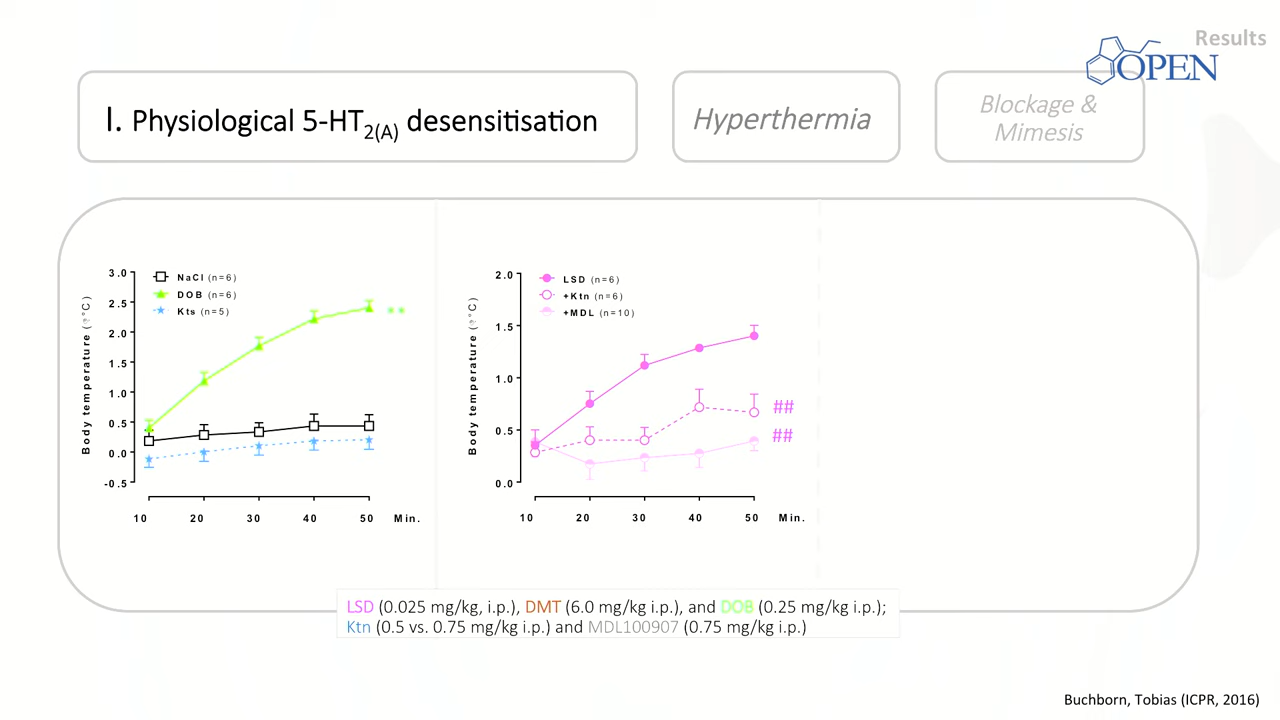 Results
OPEN
I. Physiological 5-HT2(A) desensitisation
Hyperthermia
Blockage &
Mimesis
NaCl (n=6)
DOB (n=6)
Kts (n=5)
Body temperature (°C)
3.0
2.5
2.0
1.5
1.0
0.5
0.0
-0.5
10 20 30 40 50 Min.
**
LSD (n=6)
+Ktn (n=6)
+MDL (n=10)
Body temperature (°C)
2.0
1.5
1.0
0.5
0.0
10 20 30 40 50 Min.
##
##
LSD (0.025 mg/kg, i.p.), DMT (6.0 mg/kg i.p.), and DOB (0.25 mg/kg i.p.);
Ktn (0.5 vs. 0.75 mg/kg i.p.) and MDL100907 (0.75 mg/kg i.p.)
Buchborn, Tobias (ICPR, 2016)